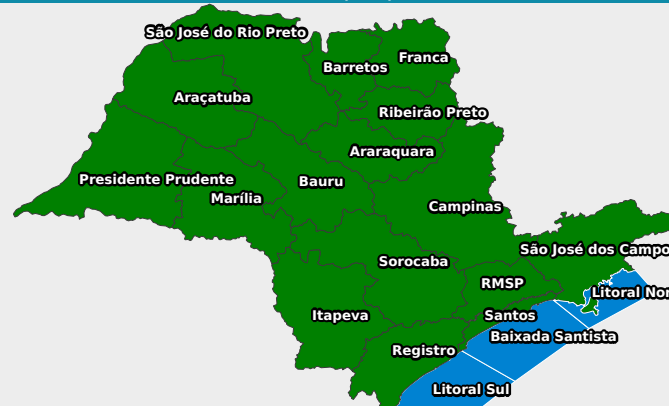 São José do Rio Preto
Franca
Barretos
Araçatuba
Ribeirão Preto
Araraquara
Presidente Prudente
Bauru
Marília
Campinas
São José dos Campo
Sorocaba
RMSP
Litoral Nor
Itapeva
Santos
Baixada Santista
Registro
Litoral Sul